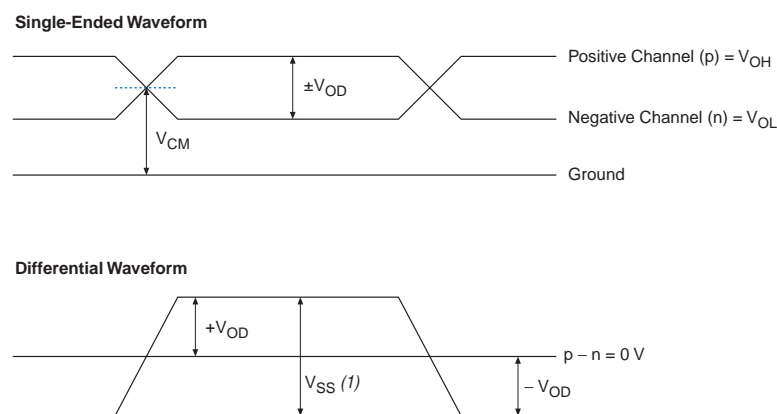 Single-Ended Waveform
Positive Channel (p) = VOH
±VOD
Negative Channel (n) = VOL
VCM
Ground
Differential Waveform
+VOD
p − n = 0 V
VSS (1)
− VOD